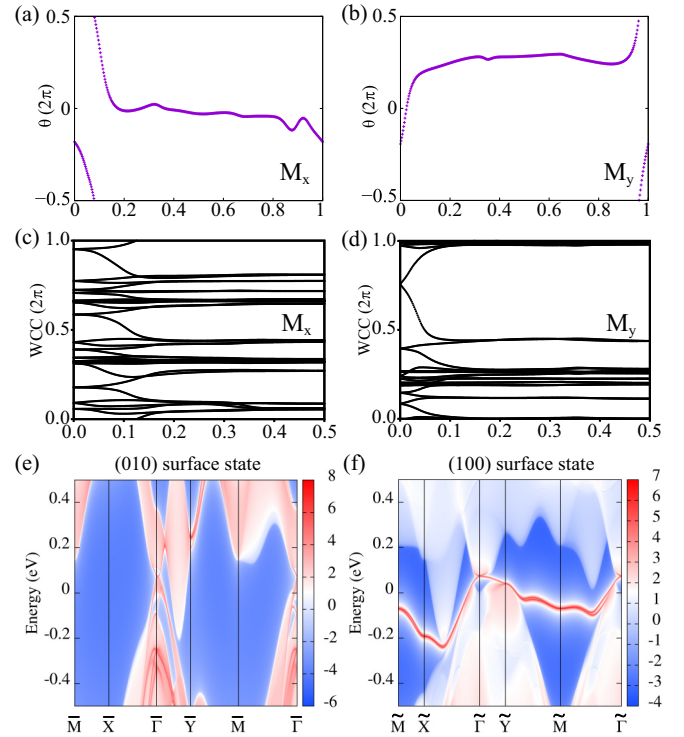 (a)
0.5
θ (2π)
0
−0.5
0 0.2 0.4 0.6 0.8 1
M_x
(b)
0.5
θ (2π)
0
−0.5
0 0.2 0.4 0.6 0.8 1
M_y
(c)
1.0
WCC (2π)
0.5
0.0
0.0 0.1 0.2 0.3 0.4 0.5
M_x
(d)
1.0
WCC (2π)
0.5
0.0
0.0 0.1 0.2 0.3 0.4 0.5
M_y
(e)
(010) surface state
0.4
0.2
0
-0.2
-0.4
Energy (eV)
M̄ X̄ Γ̄ Ȳ M̄ Γ̄
8
6
4
2
0
-2
-4
-6
(f)
(100) surface state
0.4
0.2
0
-0.2
-0.4
Energy (eV)
M̃ X̃ Γ̃ Ỹ M̃ Γ̃
7
6
5
4
3
2
1
0
-1
-2
-3
-4